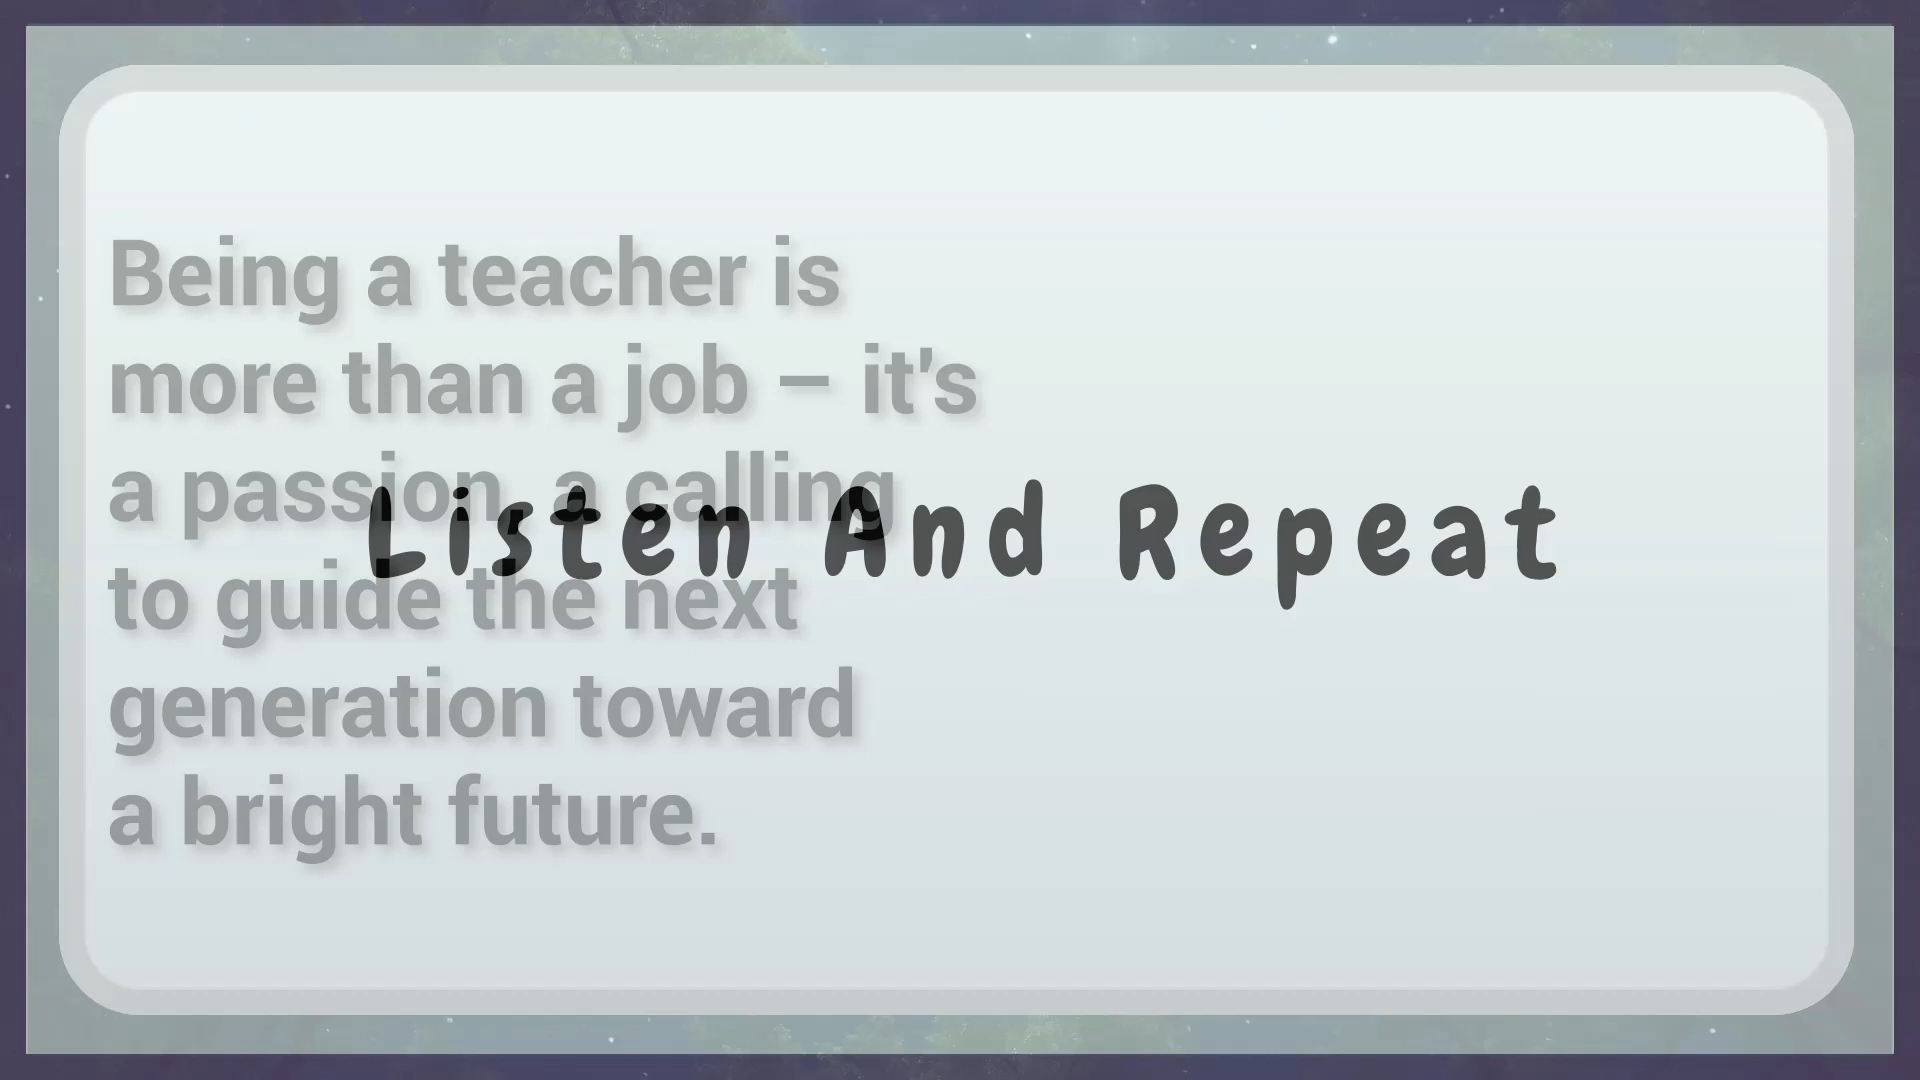 Being a teacher is
more than a job – it's
a passion, a calling
to guide the next
generation toward
a bright future.
Listen And Repeat